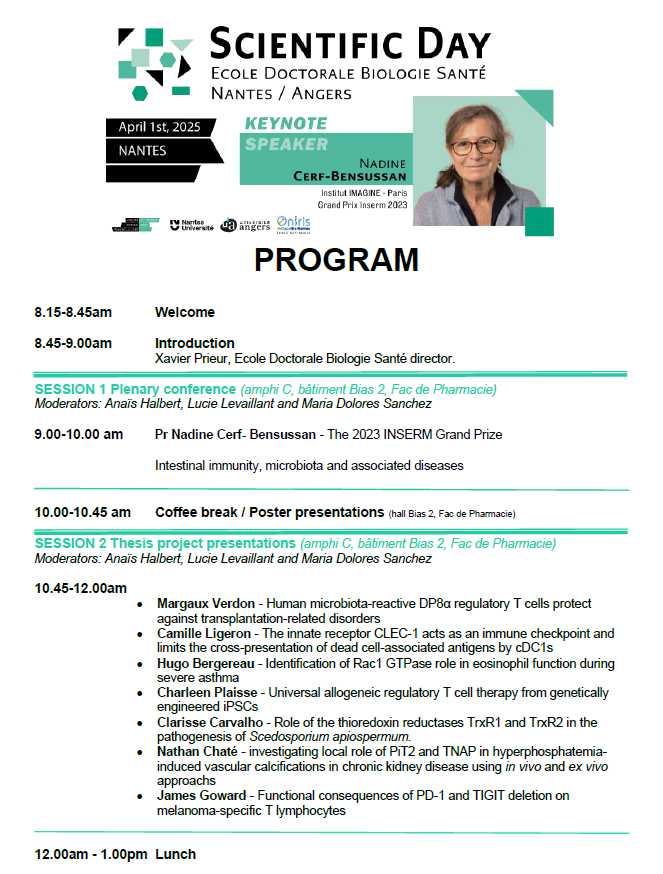 SCIENTIFIC DAY
ECOLE DOCTORALE BIOLOGIE SANTÉ
NANTES / ANGERS
April 1st, 2025
NANTES
KEYNOTE
SPEAKER
NADINE
CERF-BENSUSSAN
Institut IMAGINE - Paris
Grand Prix Inserm 2023
Nantes
Université
ua
université
angers
Oniris
PROGRAM
8.15-8.45am Welcome
8.45-9.00am Introduction
Xavier Prieur, Ecole Doctorale Biologie Santé director.
SESSION 1 Plenary conference (amphi C, bâtiment Bias 2, Fac de Pharmacie)
Moderators: Anaïs Halbert, Lucie Levaillant and Maria Dolores Sanchez
9.00-10.00 am Pr Nadine Cerf- Bensussan - The 2023 INSERM Grand Prize
Intestinal immunity, microbiota and associated diseases
10.00-10.45 am Coffee break / Poster presentations (hall Bias 2, Fac de Pharmacie)
SESSION 2 Thesis project presentations (amphi C, bâtiment Bias 2, Fac de Pharmacie)
Moderators: Anaïs Halbert, Lucie Levaillant and Maria Dolores Sanchez
10.45-12.00am
• Margaux Verdon - Human microbiota-reactive DP8α regulatory T cells protect
against transplantation-related disorders
• Camille Ligeron - The innate receptor CLEC-1 acts as an immune checkpoint and
limits the cross-presentation of dead cell-associated antigens by cDC1s
• Hugo Bergereau - Identification of Rac1 GTPase role in eosinophil function during
severe asthma
• Charleen Plaisse - Universal allogeneic regulatory T cell therapy from genetically
engineered iPSCs
• Clarisse Carvalho - Role of the thioredoxin reductases TrxR1 and TrxR2 in the
pathogenesis of Scedosporium apiospermum.
• Nathan Chaté - investigating local role of PiT2 and TNAP in hyperphosphatemia-
induced vascular calcifications in chronic kidney disease using in vivo and ex vivo
approachs
• James Goward - Functional consequences of PD-1 and TIGIT deletion on
melanoma-specific T lymphocytes
12.00am - 1.00pm Lunch